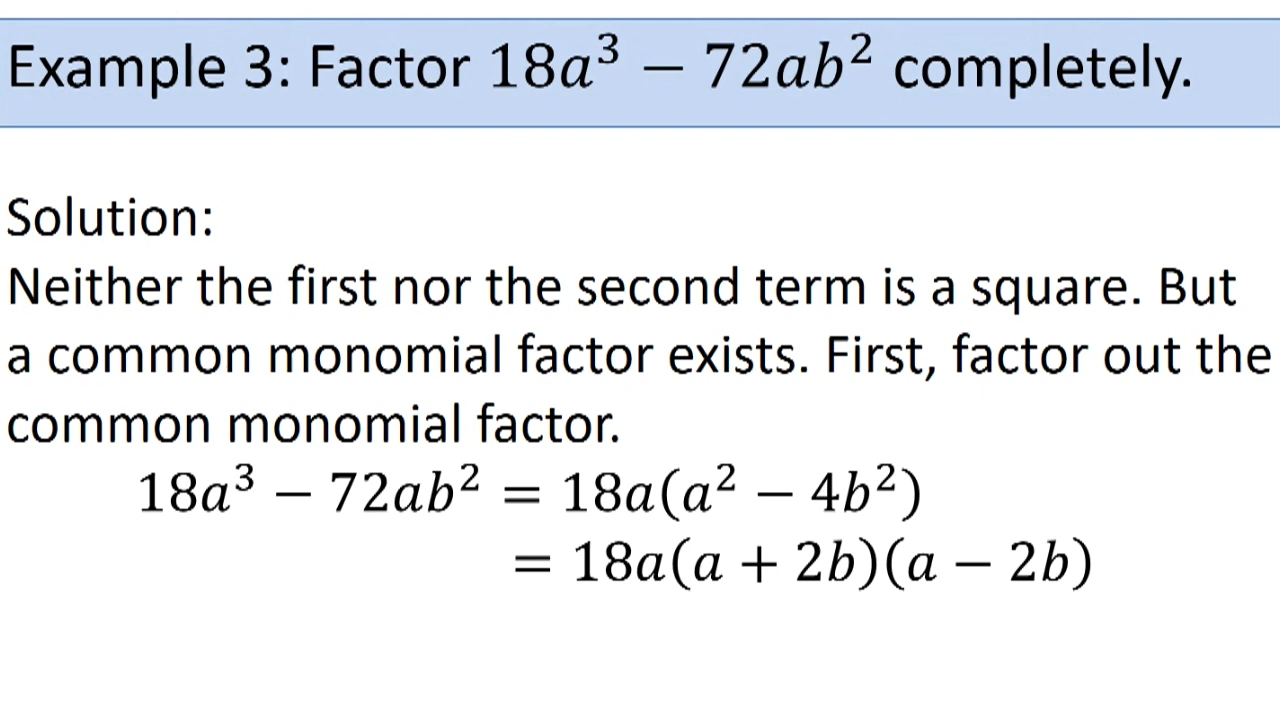 Example 3: Factor 18a³ − 72ab² completely.
Solution:
Neither the first nor the second term is a square. But
a common monomial factor exists. First, factor out the
common monomial factor.
18a³ − 72ab² = 18a(a² − 4b²)
= 18a(a + 2b)(a − 2b)